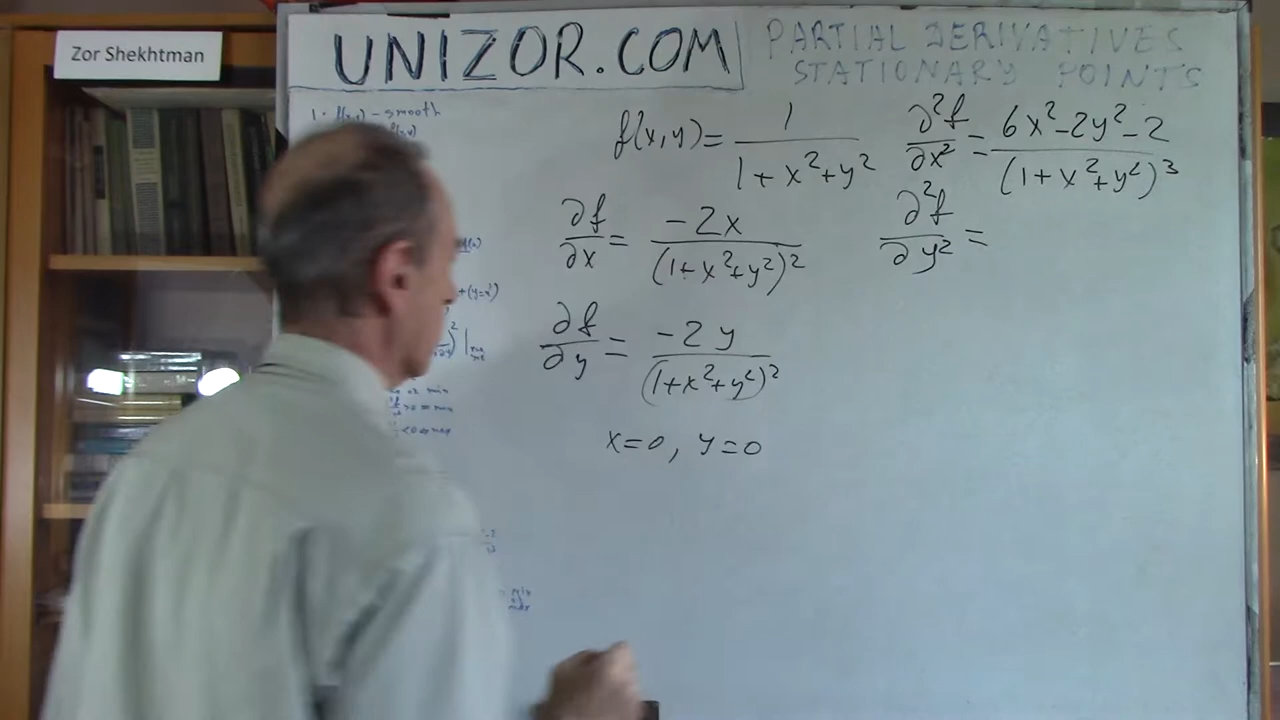 Zor Shekhtman
UNIZOR.COM
PARTIAL DERIVATIVES
STATIONARY POINTS
f(x,y) = 1 / (1+x²+y²)
∂²f/∂x² = (6x²-2y²-2) / (1+x²+y²)³
∂f/∂x = -2x / (1+x²+y²)²
∂²f/∂y² =
∂f/∂y = -2y / (1+x²+y²)²
x=0, y=0
- smooth